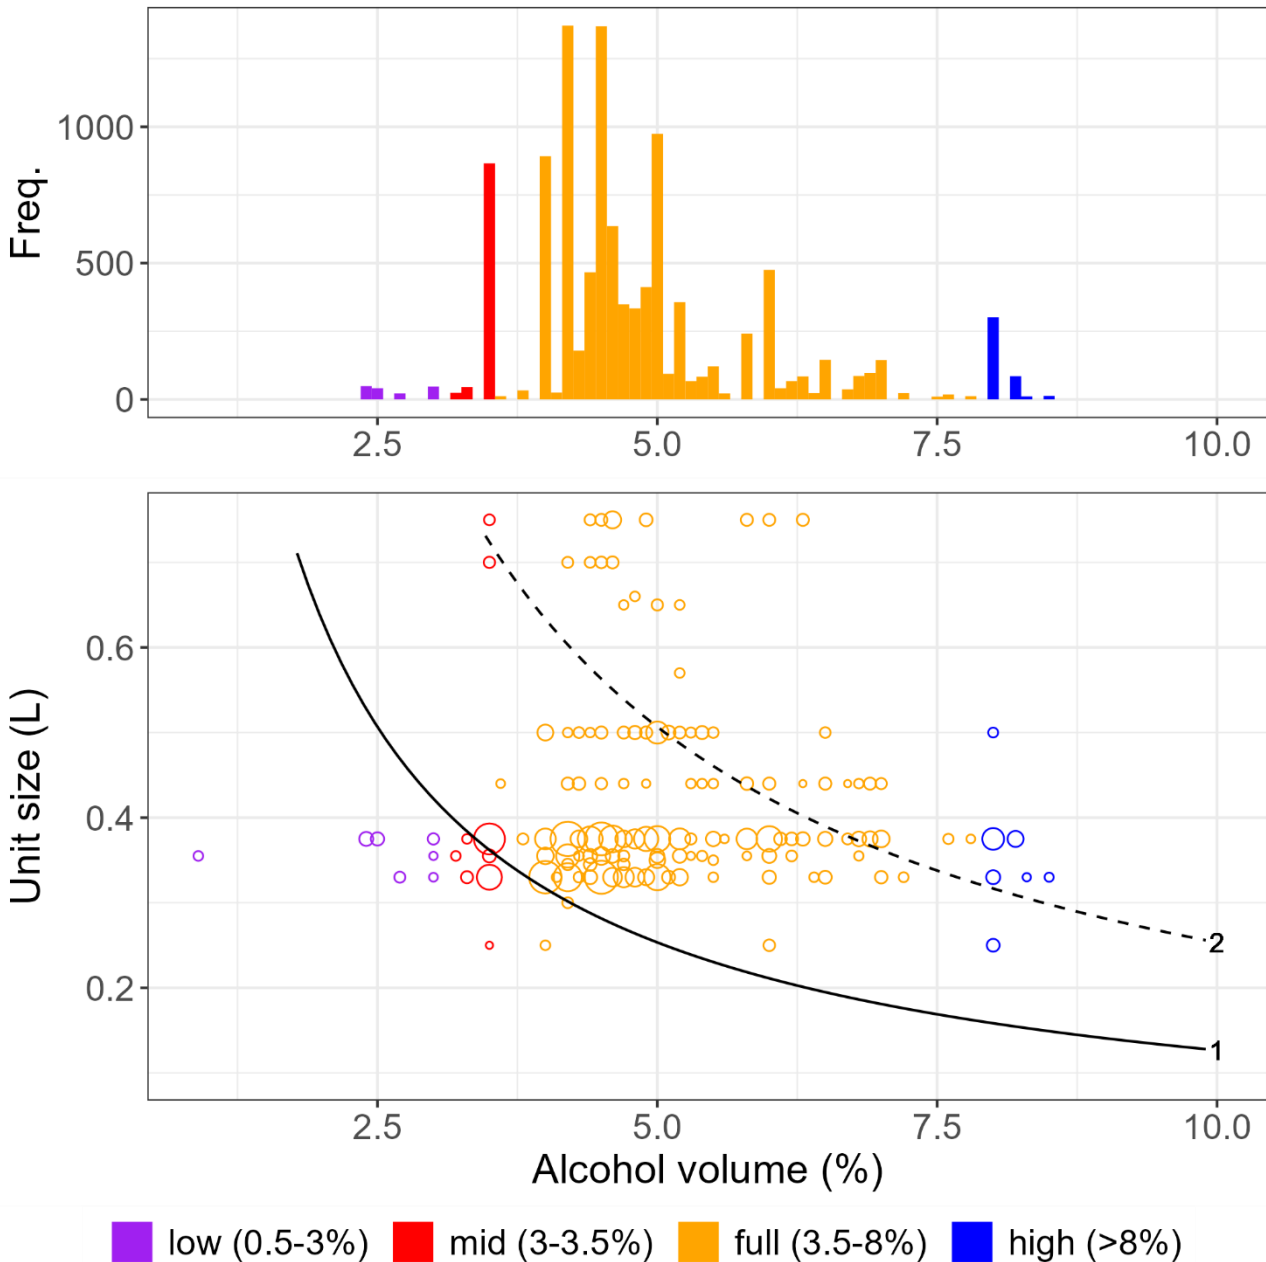 Freq.
1000
500
0
2.5 5.0 7.5 10.0
Unit size (L)
0.6
0.4
0.2
2
1
2.5 5.0 7.5 10.0
Alcohol volume (%)
low (0.5-3%) mid (3-3.5%) full (3.5-8%) high (>8%)